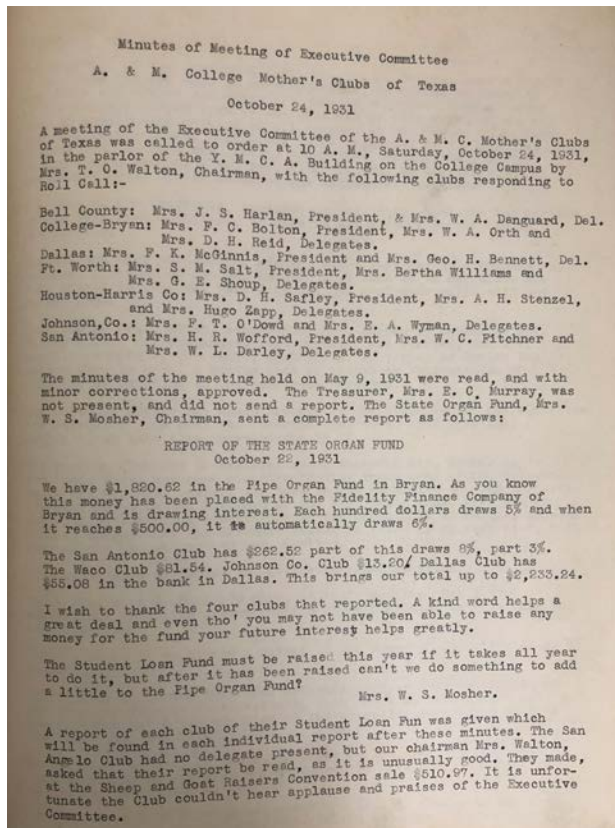 Minutes of Meeting of Executive Committee
A. & M. College Mother's Clubs of Texas
October 24, 1931
A meeting of the Executive Committee of the A. & M. C. Mother's Clubs
of Texas was called to order at 10 A. M., Saturday, October 24, 1931,
in the parlor of the Y. M. C. A. Building on the College Campus by
Mrs. T. O. Walton, Chairman, with the following clubs responding to
Roll Call:-
Bell County: Mrs. J. S. Harlan, President, & Mrs. W. A. Danguard, Del.
College-Bryan: Mrs. F. C. Bolton, President, Mrs. W. A. Orth and
Mrs. D. H. Reid, Delegates.
Dallas: Mrs. F. K. McGinnis, President and Mrs. Geo. H. Bennett, Del.
Ft. Worth: Mrs. S. M. Salt, President, Mrs. Bertha Williams and
Mrs. G. E. Shoup, Delegates.
Houston-Harris Co: Mrs. D. H. Safley, President, Mrs. A. H. Stenzel,
and Mrs. Hugo Zapp, Delegates.
Johnson,Co.: Mrs. F. T. O'Dowd and Mrs. E. A. Wyman, Delegates.
San Antonio: Mrs. H. R. Wofford, President, Mrs. W. C. Fitchner and
Mrs. W. L. Darley, Delegates.
The minutes of the meeting held on May 9, 1931 were read, and with
minor corrections, approved. The Treasurer, Mrs. E. C. Murray, was
not present, and did not send a report. The State Organ Fund, Mrs.
W. S. Mosher, Chairman, sent a complete report as follows:
REPORT OF THE STATE ORGAN FUND
October 22, 1931
We have $1,820.62 in the Pipe Organ Fund in Bryan. As you know
this money has been placed with the Fidelity Finance Company of
Bryan and is drawing interest. Each hundred dollars draws 5% and when
it reaches $500.00, it automatically draws 6%.
The San Antonio Club has $262.52 part of this draws 8%, part 3%.
The Waco Club $81.54. Johnson Co. Club $13.20/ Dallas Club has
$55.08 in the bank in Dallas. This brings our total up to $2,233.24.
I wish to thank the four clubs that reported. A kind word helps a
great deal and even tho' you may not have been able to raise any
money for the fund your future interest helps greatly.
The Student Loan Fund must be raised this year if it takes all year
to do it, but after it has been raised can't we do something to add
a little to the Pipe Organ Fund?
Mrs. W. S. Mosher.
A report of each club of their Student Loan Fun was given which
will be found in each individual report after these minutes. The San
Angelo Club had no delegate present, but our chairman Mrs. Walton,
asked that their report be read, as it is unusually good. They made,
at the Sheep and Goat Raisers Convention sale $510.97. It is unfor-
tunate the Club couldn't hear applause and praises of the Executive
Committee.